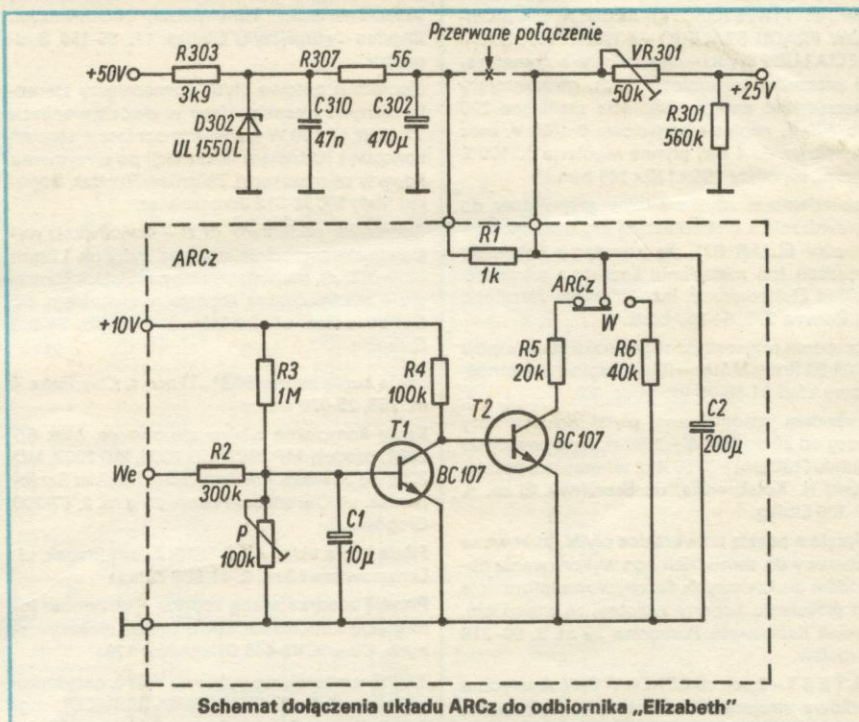 Przerwane połączenie
+50V
R303
3k9
D302
UL1550L
R307
56
C310
47n
C302
470µ
VR301
50k
+25V
R301
560k
ARCz
R1
1k
+10V
R3
1M
R4
100k
ARCz
W
R5
20k
R6
40k
We
R2
300k
P
100k
C1
10µ
T1
BC107
T2
BC107
C2
200µ
Schemat dołączenia układu ARCz do odbiornika „Elizabeth”